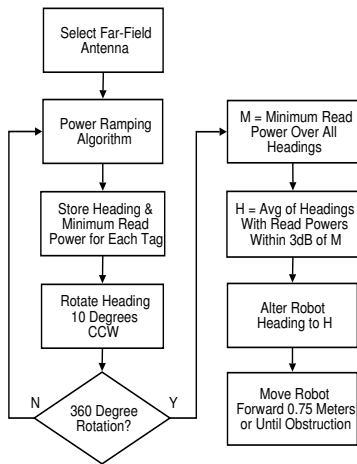 Select Far-Field
Antenna
Power Ramping
Algorithm
Store Heading &
Minimum Read
Power for Each Tag
Rotate Heading
10 Degrees
CCW
N
360 Degree
Rotation?
Y
M = Minimum Read
Power Over All
Headings
H = Avg of Headings
With Read Powers
Within 3dB of M
Alter Robot
Heading to H
Move Robot
Forward 0.75 Meters
or Until Obstruction